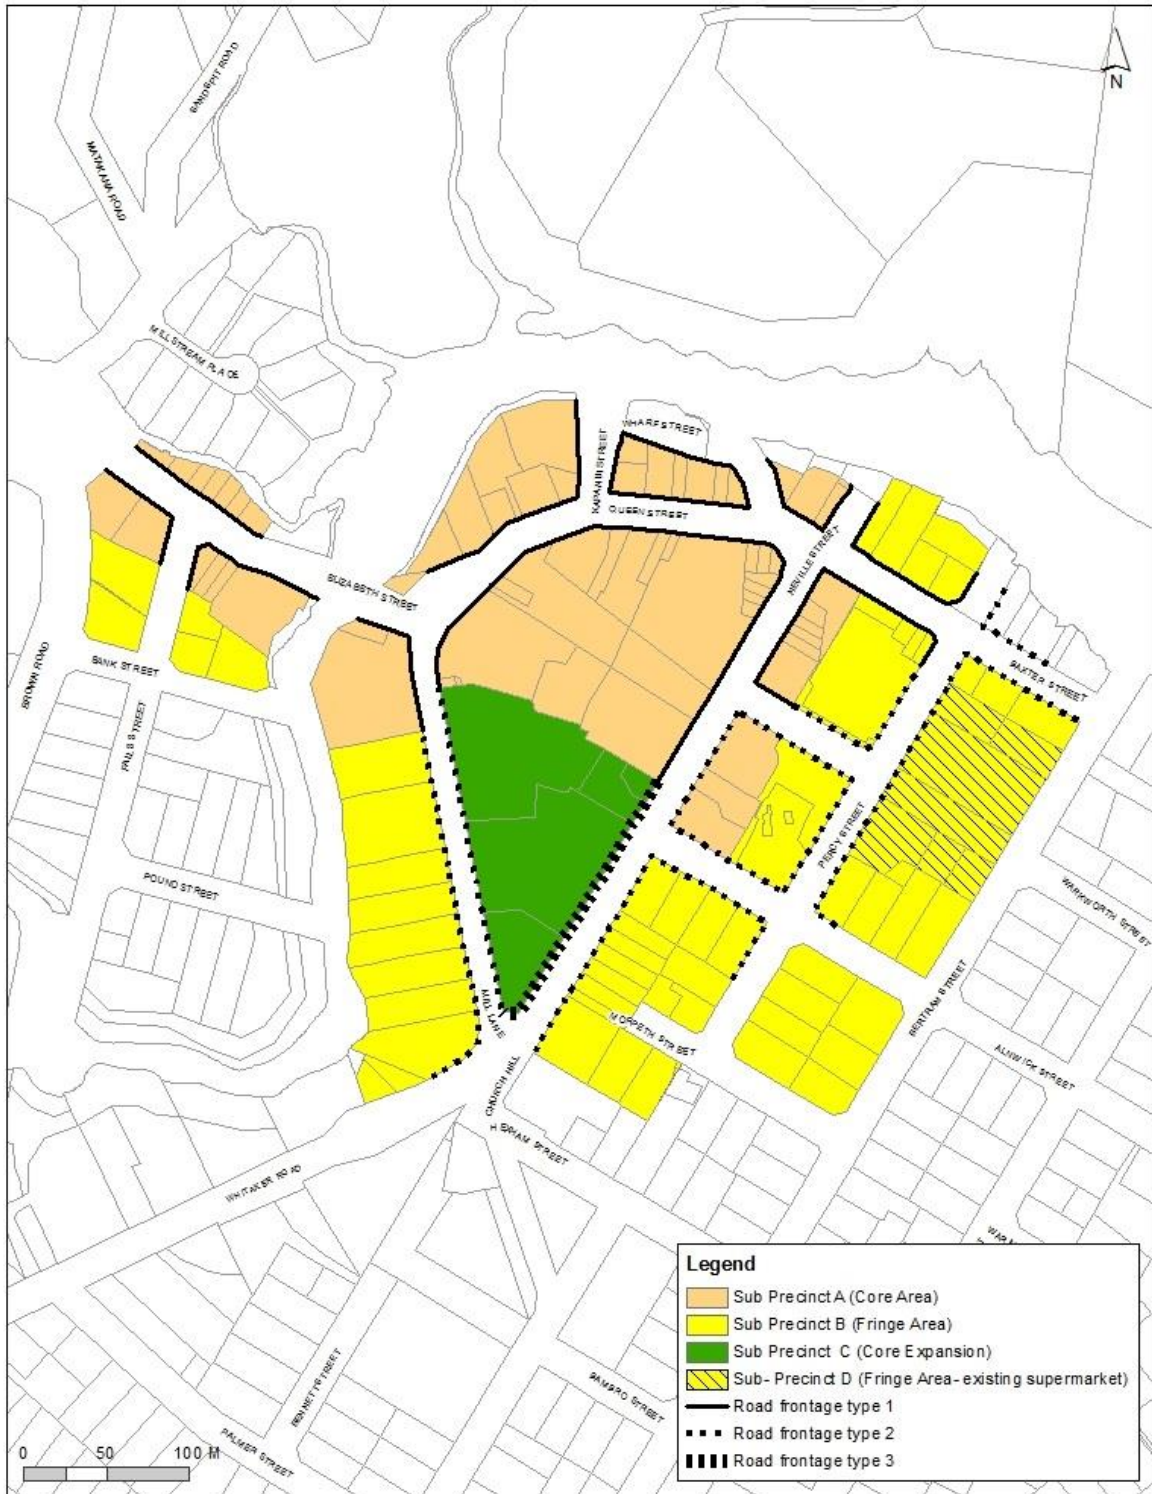 SANDSPIT ROAD
MATAKANA ROAD
N
MILLSTREAM PLACE
WHARF STREET
KAPANUI STREET
QUEEN STREET
NEVILLE STREET
ELIZABETH STREET
BROWN ROAD
BANK STREET
BAXTER STREET
FALLS STREET
PERCY STREET
POUND STREET
WARKWORTH STREET
MILL LANE
BERTRAM STREET
MORPETH STREET
ALNWICK STREET
CHURCH HILL
HEXHAM STREET
WHITAKER ROAD
BENNETT STREET
SAMBRO STREET
PALMER STREET
0 50 100 M
Legend
Sub Precinct A (Core Area)
Sub Precinct B (Fringe Area)
Sub Precinct C (Core Expansion)
Sub- Precinct D (Fringe Area- existing supermarket)
Road frontage type 1
Road frontage type 2
Road frontage type 3